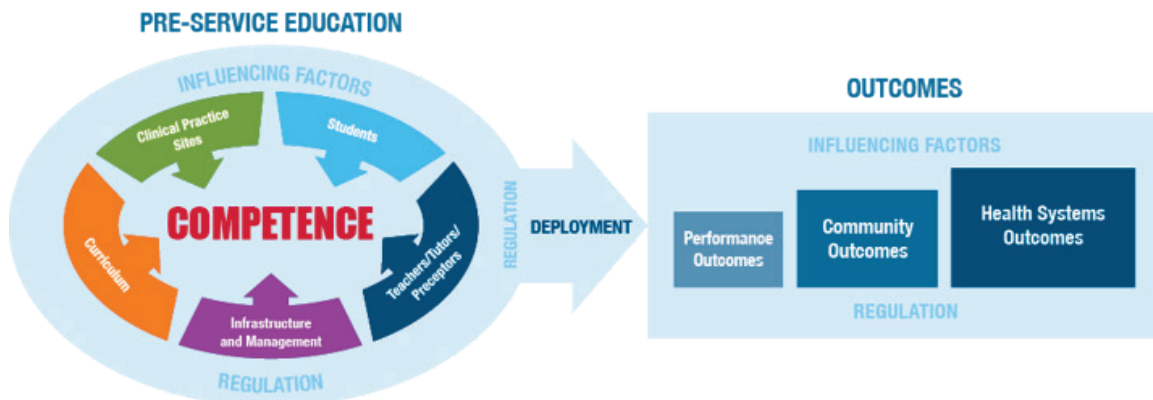 PRE-SERVICE EDUCATION
INFLUENCING FACTORS
Clinical Practice
Sites
Students
COMPETENCE
Curriculum
Teachers/Tutors/
Preceptors
Infrastructure
and Management
REGULATION
REGULATION
DEPLOYMENT
OUTCOMES
INFLUENCING FACTORS
Performance
Outcomes
Community
Outcomes
Health Systems
Outcomes
REGULATION